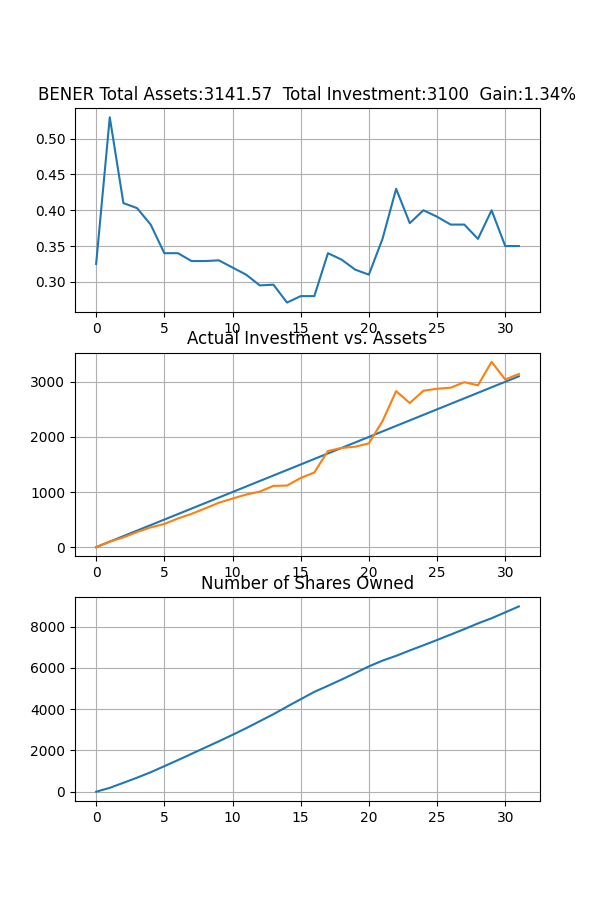 BENER Total Assets:3141.57  Total Investment:3100  Gain:1.34%
0.50
0.45
0.40
0.35
0.30
0 5 10 15 20 25 30
Actual Investment vs. Assets
3000
2000
1000
0
0 5 10 15 20 25 30
Number of Shares Owned
8000
6000
4000
2000
0
0 5 10 15 20 25 30